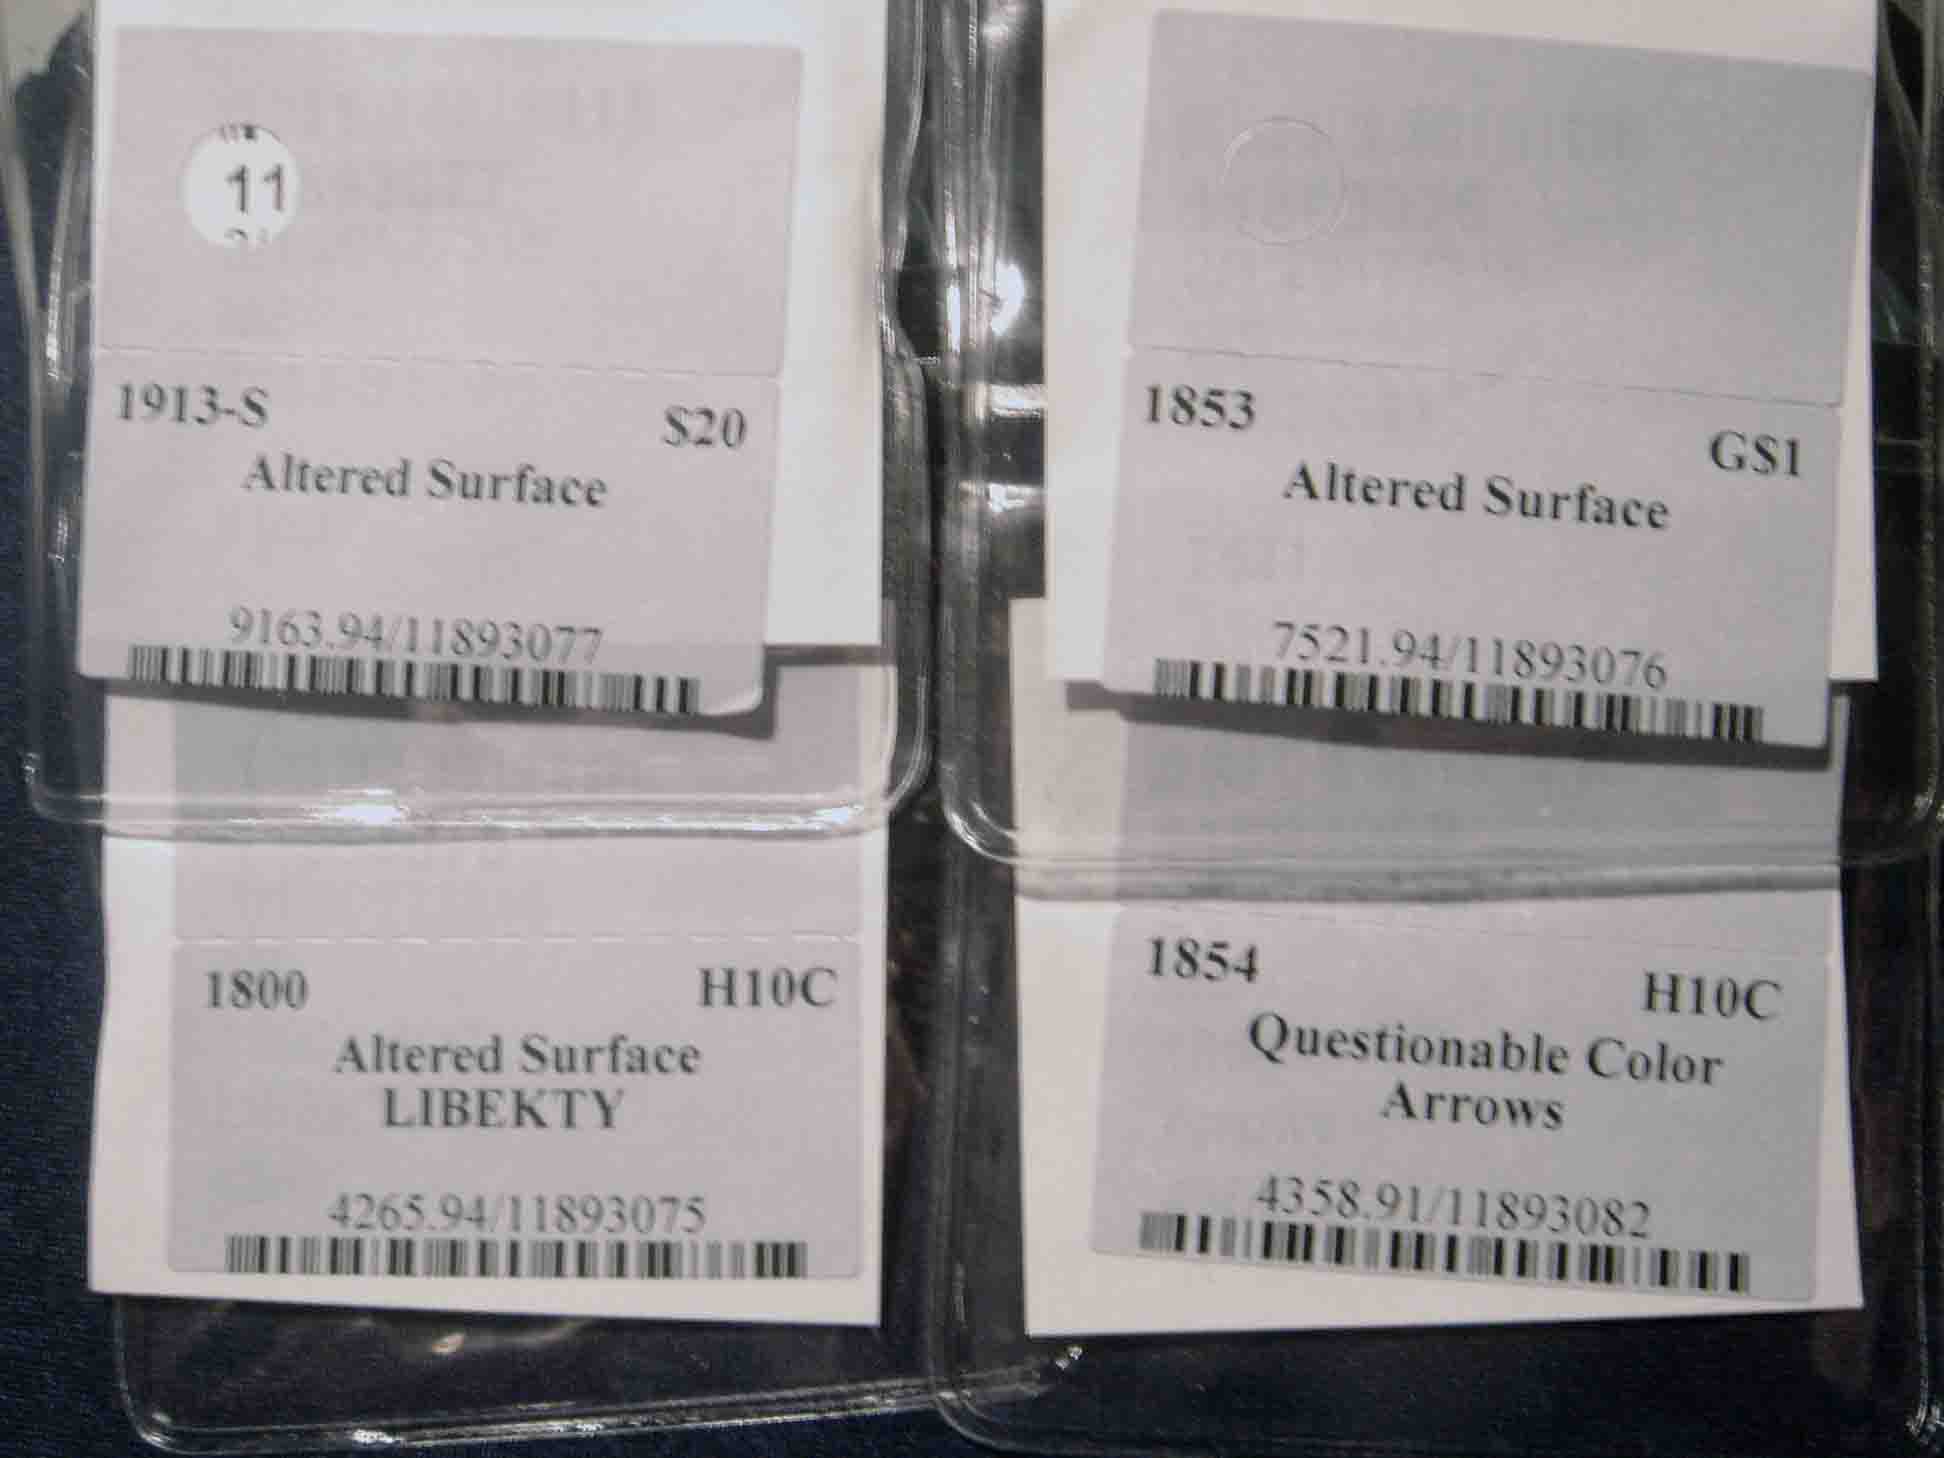 11
1913-S
S20
Altered Surface
9163.94/11893077
1853
GS1
Altered Surface
7521.94/11893076
1800
H10C
Altered Surface
LIBEKTY
4265.94/11893075
1854
H10C
Questionable Color
Arrows
4358.91/11893082